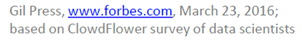 Gil Press, www.forbes.com, March 23, 2016;
based on ClowdFlower survey of data scientists